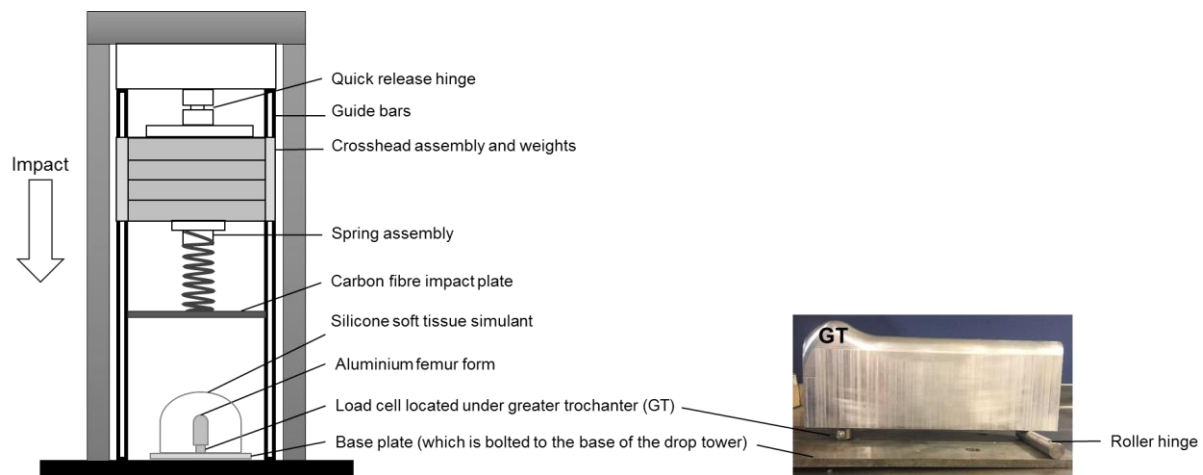 Quick release hinge
Guide bars
Crosshead assembly and weights
Impact
Spring assembly
Carbon fibre impact plate
Silicone soft tissue simulant
GT
Aluminium femur form
Load cell located under greater trochanter (GT)
Base plate (which is bolted to the base of the drop tower)
Roller hinge